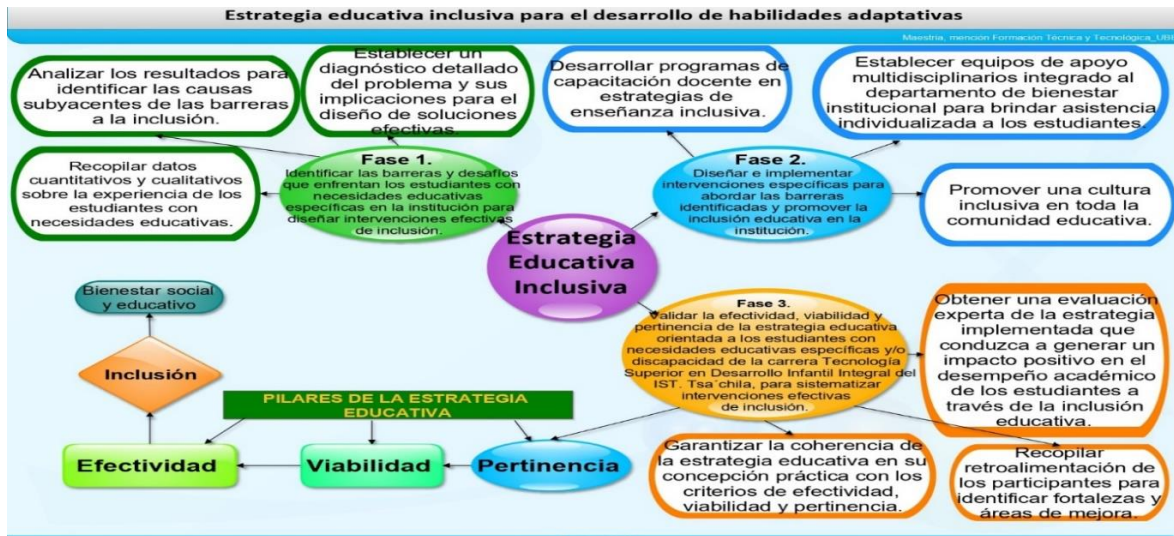 Estrategia educativa inclusiva para el desarrollo de habilidades adaptativas
Maestría, mención Formación Técnica y Tecnológica_UBE
Analizar los resultados para
identificar las causas
subyacentes de las barreras
a la inclusión.
Establecer un
diagnóstico detallado
del problema y sus
implicaciones para el
diseño de soluciones
efectivas.
Recopilar datos
cuantitativos y cualitativos
sobre la experiencia de los
estudiantes con
necesidades educativas.
Fase 1.
Identificar las barreras y desafíos
que enfrentan los estudiantes con
necesidades educativas
específicas en la institución para
diseñar intervenciones efectivas
de inclusión.
Desarrollar programas de
capacitación docente en
estrategias de
enseñanza inclusiva.
Establecer equipos de apoyo
multidisciplinarios integrado al
departamento de bienestar
institucional para brindar asistencia
individualizada a los estudiantes.
Fase 2.
Diseñar e implementar
intervenciones específicas para
abordar las barreras
identificadas y promover la
inclusión educativa en la
institución.
Promover una cultura
inclusiva en toda la
comunidad educativa.
Estrategia
Educativa
Inclusiva
Fase 3.
Validar la efectividad, viabilidad y
pertinencia de la estrategia educativa
orientada a los estudiantes con
necesidades educativas específicas y/o
discapacidad de la carrera Tecnología
Superior en Desarrollo Infantil Integral del
IST. Tsa´chila, para sistematizar
intervenciones efectivas
de inclusión.
Obtener una evaluación
experta de la estrategia
implementada que
conduzca a generar un
impacto positivo en el
desempeño académico
de los estudiantes a
través de la inclusión
educativa.
Garantizar la coherencia de
la estrategia educativa en su
concepción práctica con los
criterios de efectividad,
viabilidad y pertinencia.
Recopilar
retroalimentación de
los participantes para
identificar fortalezas y
áreas de mejora.
Bienestar social
y educativo
Inclusión
PILARES DE LA ESTRATEGIA
EDUCATIVA
Efectividad
Viabilidad
Pertinencia